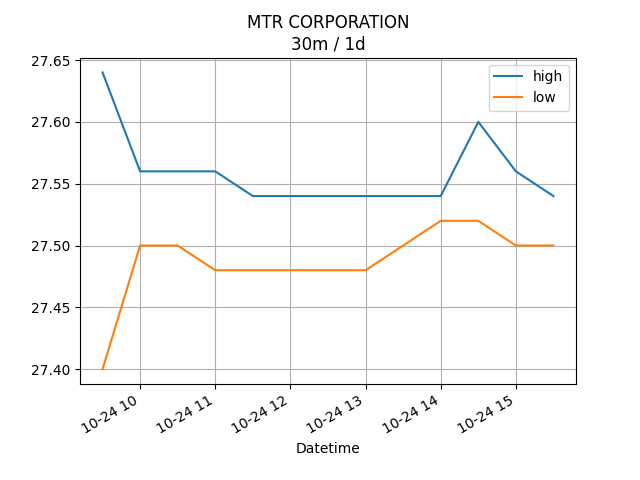 MTR CORPORATION
30m / 1d
27.65
27.60
27.55
27.50
27.45
27.40
high
low
10-24 10
10-24 11
10-24 12
10-24 13
10-24 14
10-24 15
Datetime